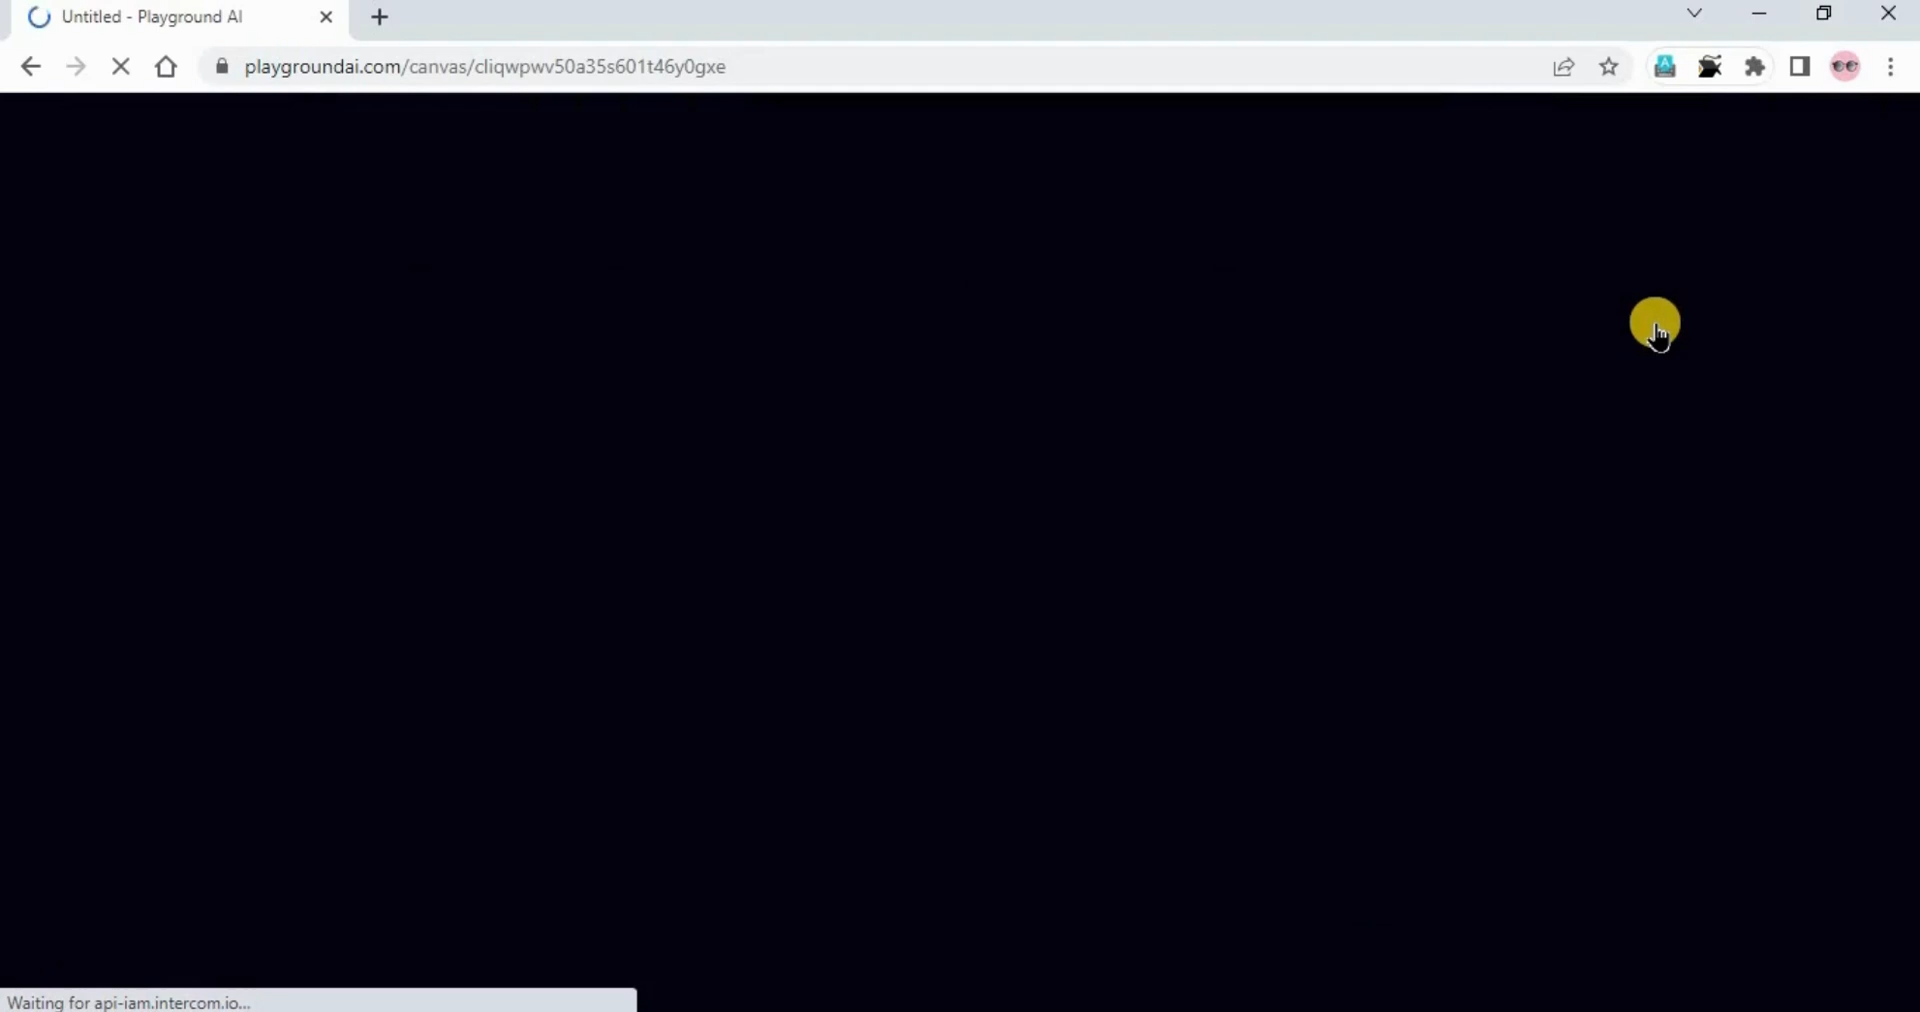 Untitled - Playground AI
playgroundai.com/canvas/cliqwpwv50a35s601t46y0gxe
Waiting for api-iam.intercom.io...